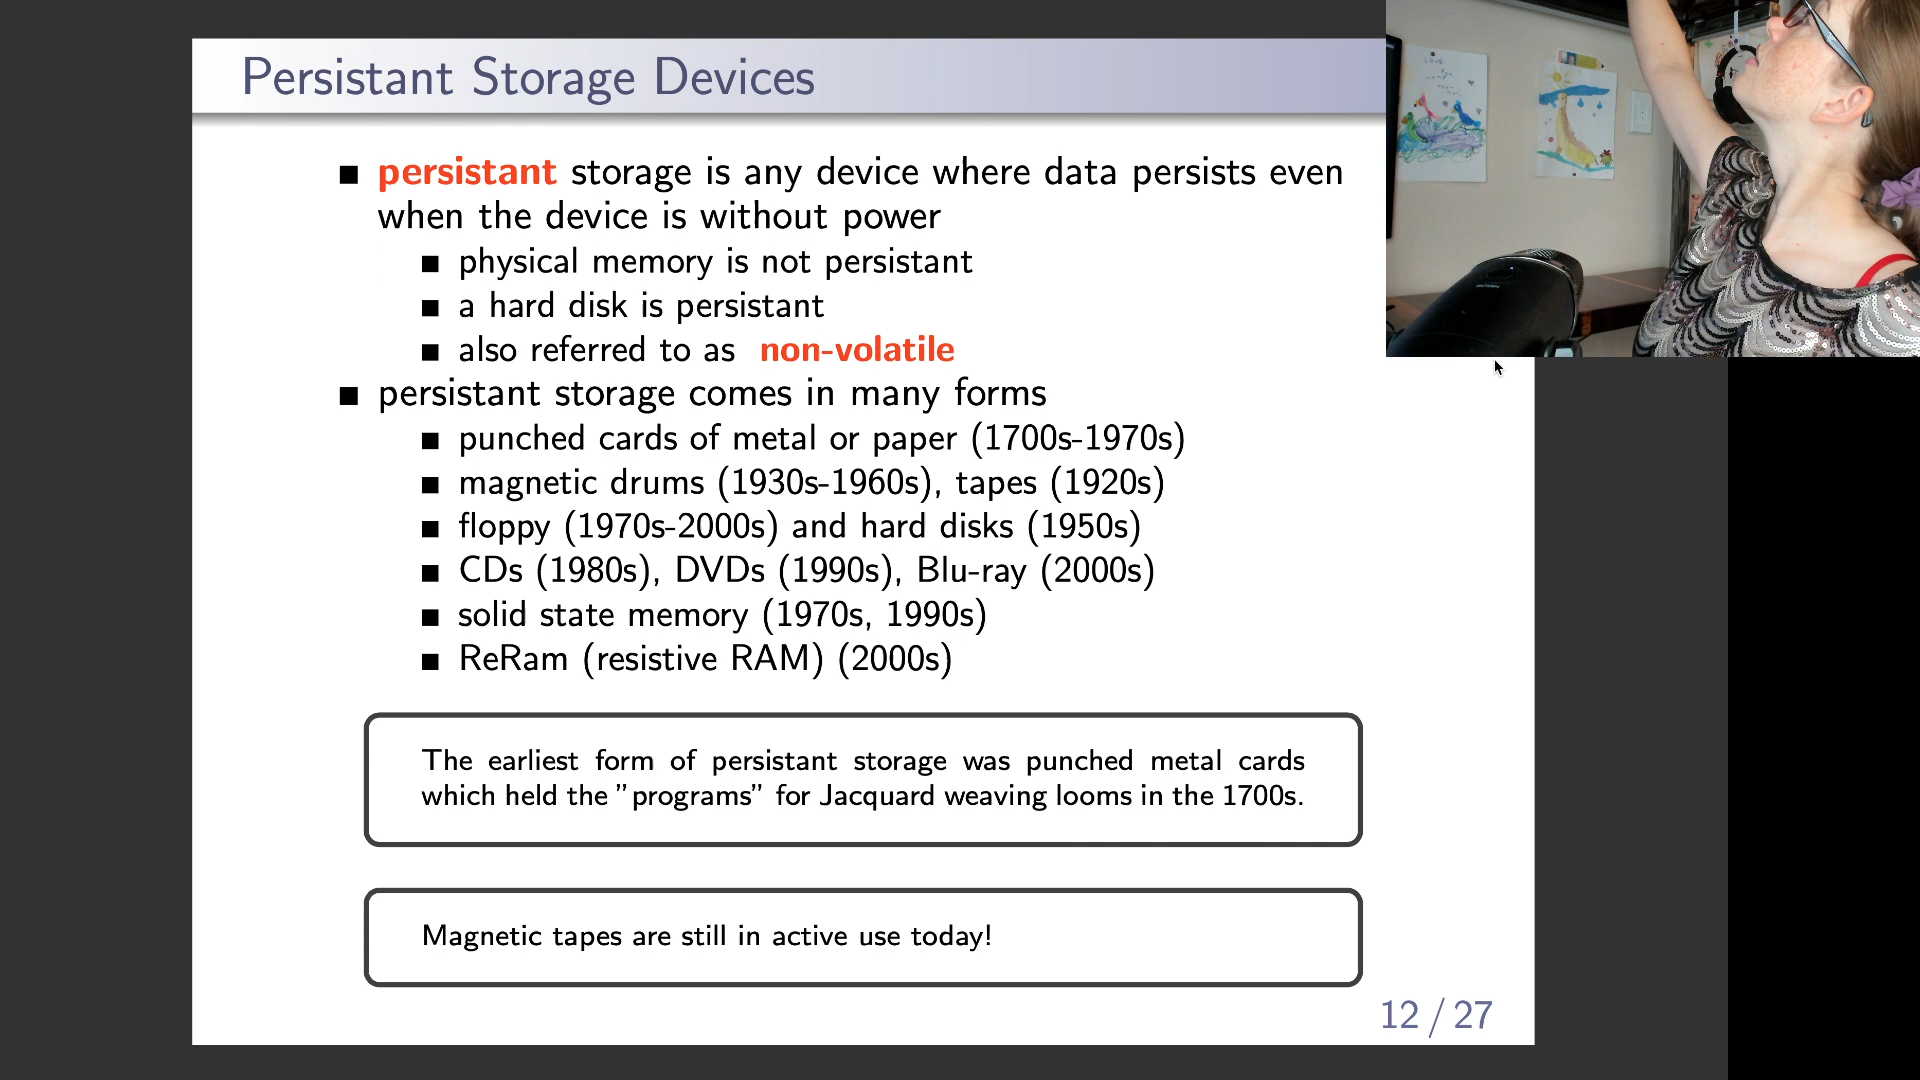 Persistant Storage Devices
persistant storage is any device where data persists even
when the device is without power
physical memory is not persistant
a hard disk is persistant
also referred to as non-volatile
persistant storage comes in many forms
punched cards of metal or paper (1700s-1970s)
magnetic drums (1930s-1960s), tapes (1920s)
floppy (1970s-2000s) and hard disks (1950s)
CDs (1980s), DVDs (1990s), Blu-ray (2000s)
solid state memory (1970s, 1990s)
ReRam (resistive RAM) (2000s)
The earliest form of persistant storage was punched metal cards
which held the ”programs” for Jacquard weaving looms in the 1700s.
Magnetic tapes are still in active use today!
12 / 27